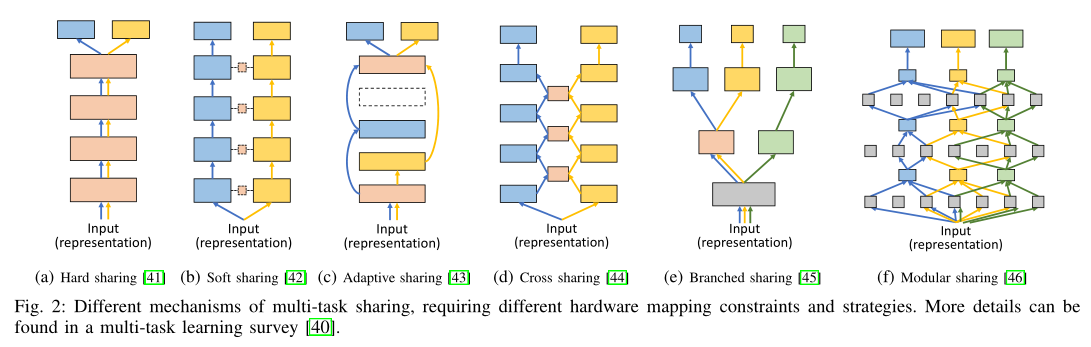 Input
(representation)
Input
(representation)
Input
(representation)
Input
(representation)
Input
(representation)
Input
(representation)
(a) Hard sharing [41]
(b) Soft sharing [42]
(c) Adaptive sharing [43]
(d) Cross sharing [44]
(e) Branched sharing [45]
(f) Modular sharing [46]
Fig. 2: Different mechanisms of multi-task sharing, requiring different hardware mapping constraints and strategies. More details can be
found in a multi-task learning survey [40].